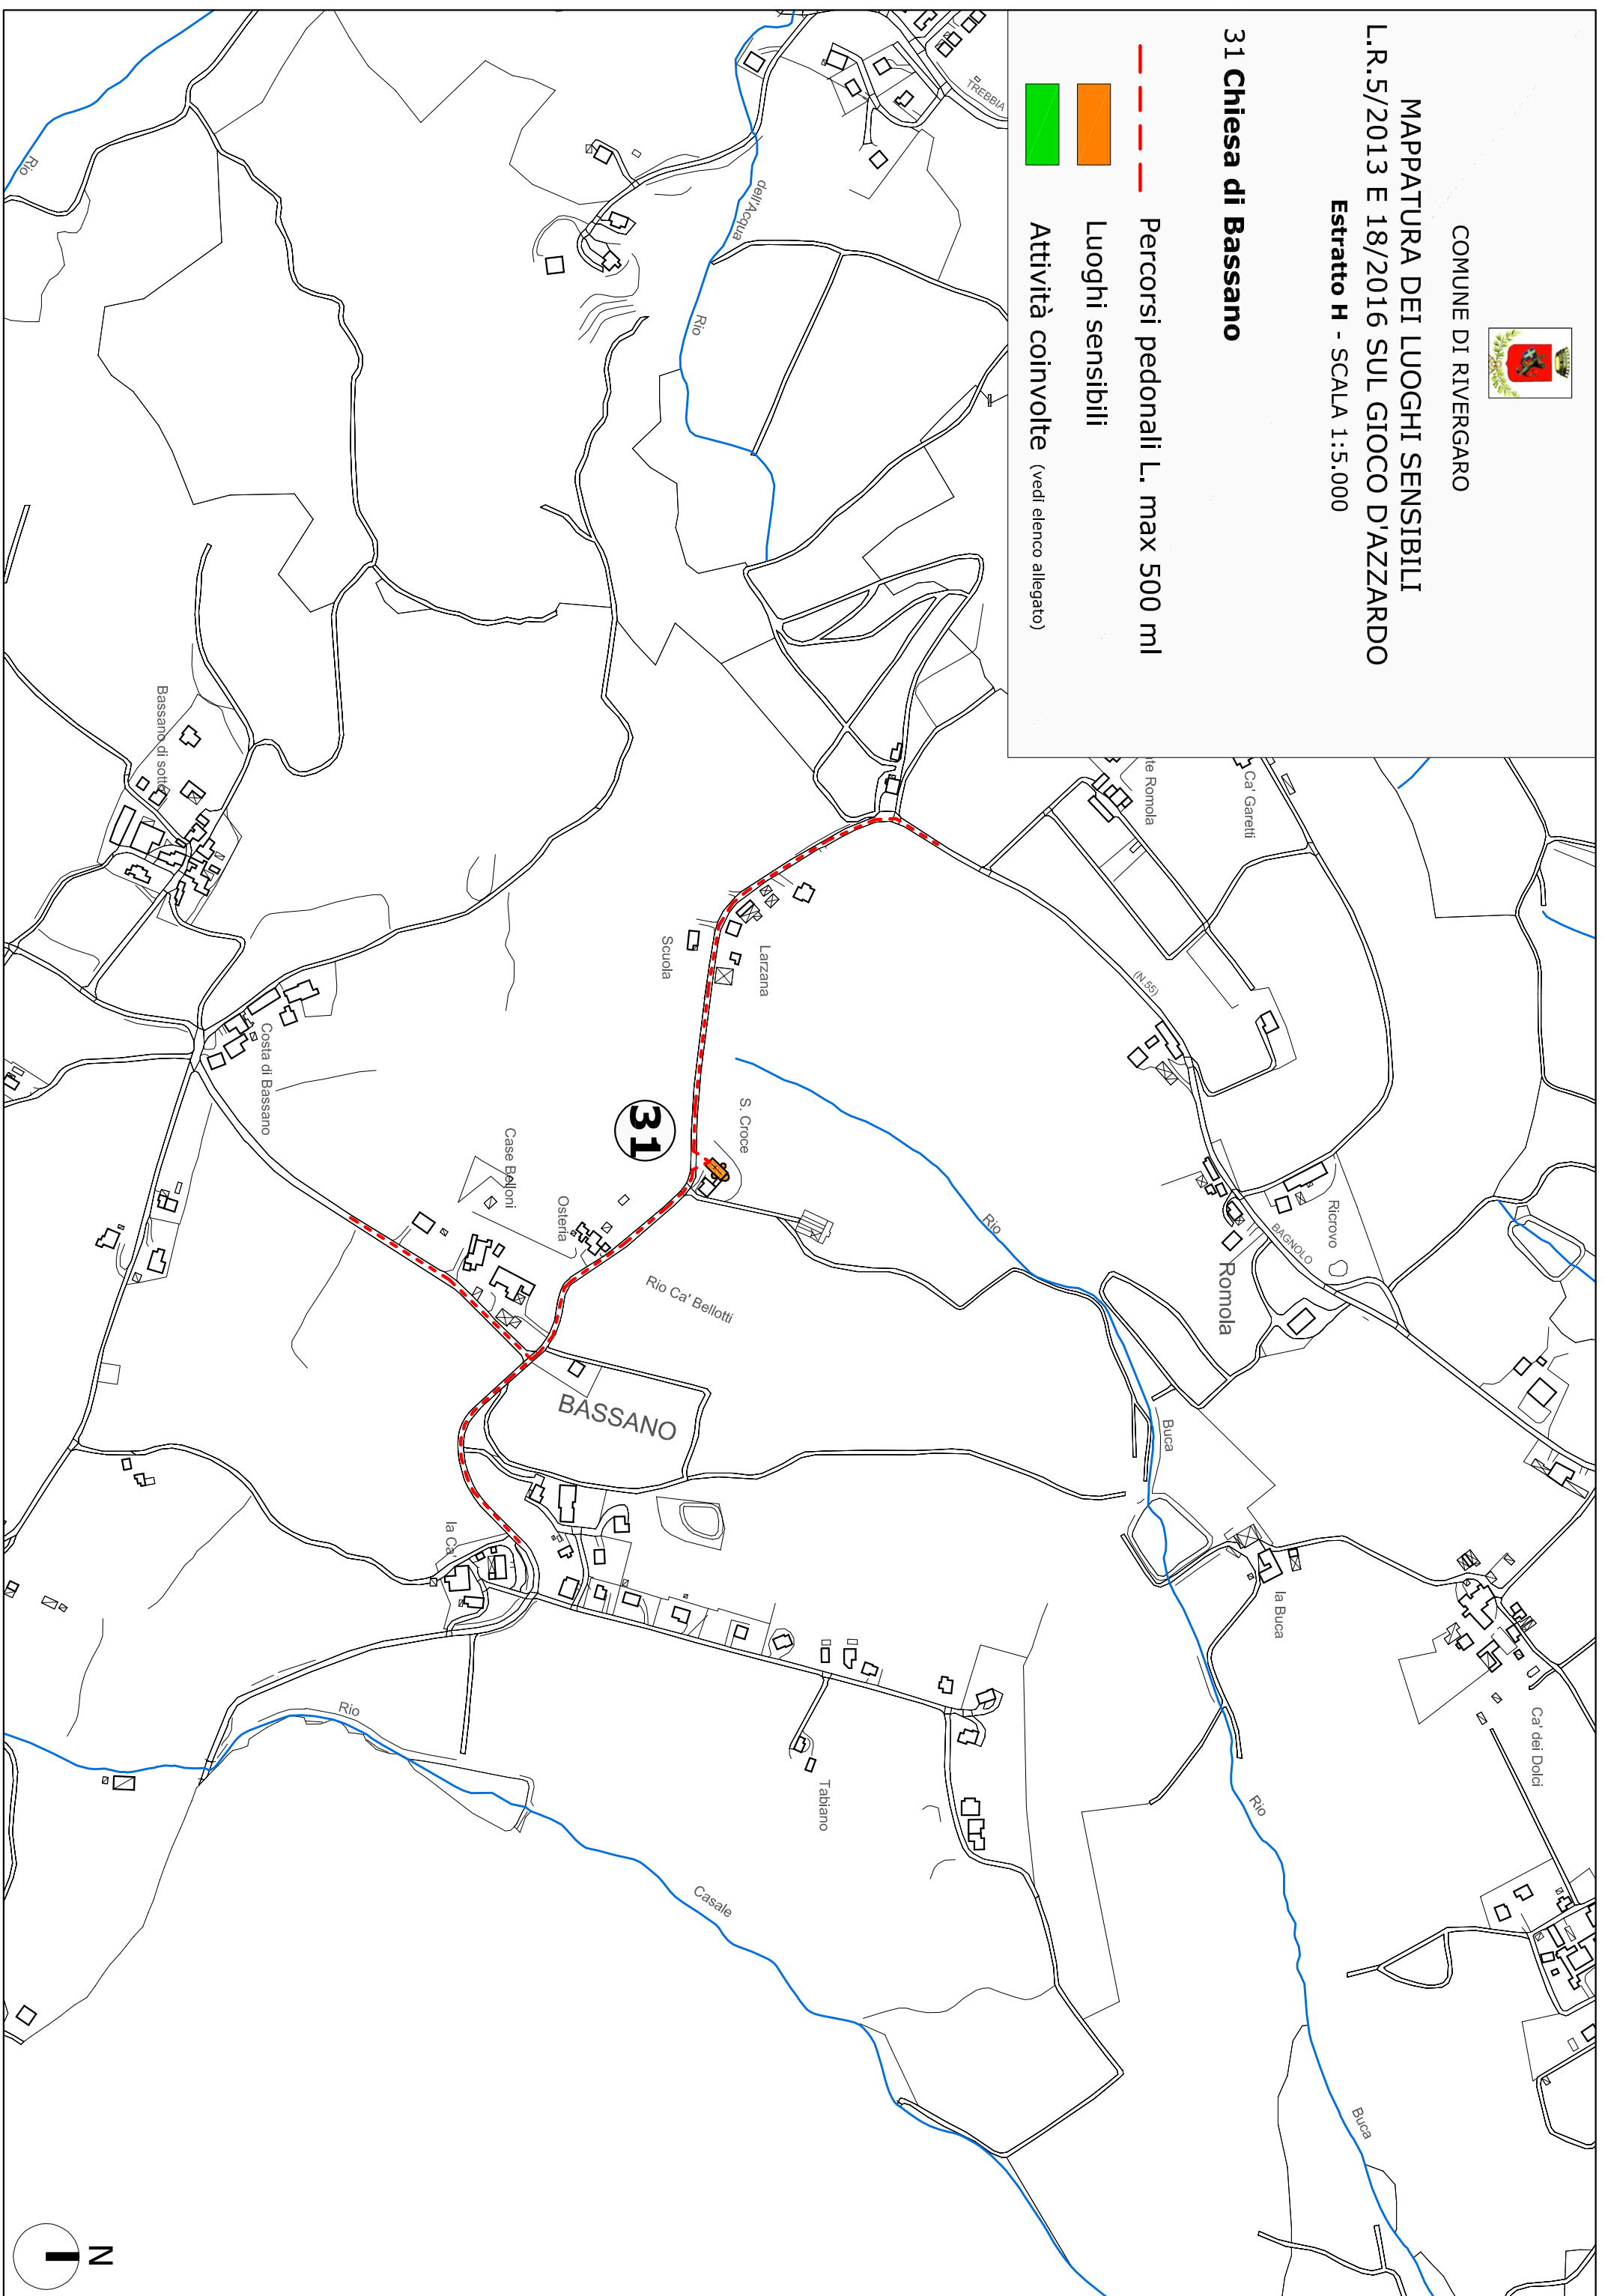 COMUNE DI RIVERGARO
MAPPATURA DEI LUOGHI SENSIBILI
L.R.5/2013 E 18/2016 SUL GIOCO D'AZZARDO
Estratto H - SCALA 1:5.000
31 Chiesa di Bassano
Percorsi pedonali L. max 500 ml
Luoghi sensibili
Attività coinvolte (vedi elenco allegato)
TREBBIA
dell'Acqua
Rio
Rio
Ca' Garetti
te Romola
(N 55)
Bassano di sotto
Larzana
Scuola
S. Croce
31
Costa di Bassano
Case Belloni
Osteria
Rio Ca' Bellotti
BASSANO
Rio
Ricrovo
BAGNOLO
Romola
Buca
la Buca
la Ca'
Rio
Tabiano
Casale
Ca' dei Dolci
Rio
Buca
N